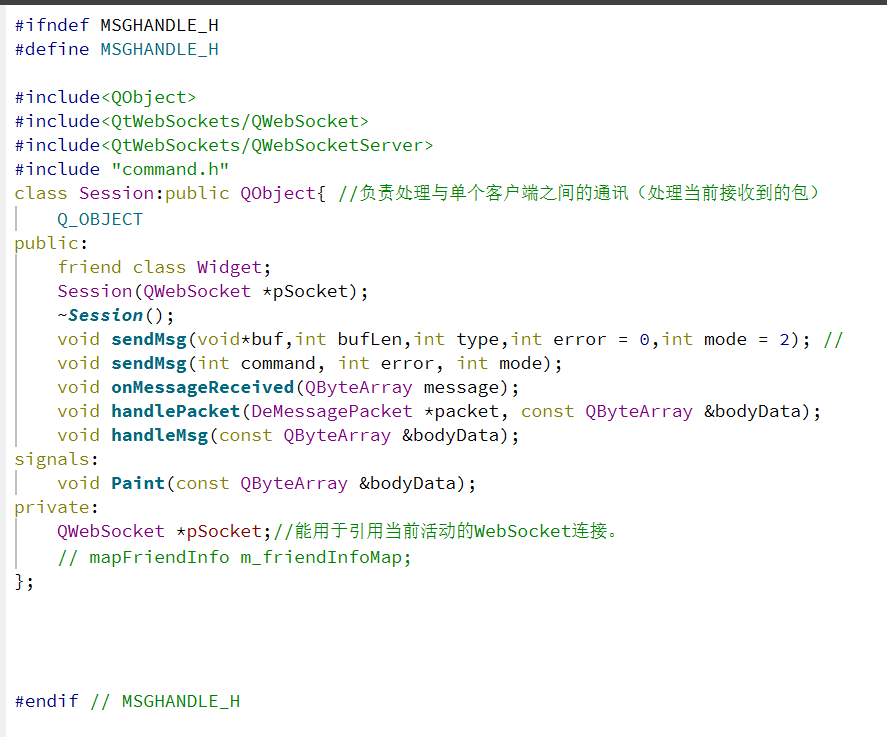 #ifndef MSGHANDLE_H
#define MSGHANDLE_H
#include<QObject>
#include<QtWebSockets/QWebSocket>
#include<QtWebSockets/QWebSocketServer>
#include "command.h"
class Session:public QObject{ //负责处理与单个客户端之间的通讯（处理当前接收到的包）
    Q_OBJECT
public:
    friend class Widget;
    Session(QWebSocket *pSocket);
    ~Session();
    void sendMsg(void*buf,int bufLen,int type,int error = 0,int mode = 2); //
    void sendMsg(int command, int error, int mode);
    void onMessageReceived(QByteArray message);
    void handlePacket(DeMessagePacket *packet, const QByteArray &bodyData);
    void handleMsg(const QByteArray &bodyData);
signals:
    void Paint(const QByteArray &bodyData);
private:
    QWebSocket *pSocket;//能用于引用当前活动的WebSocket连接。
    // mapFriendInfo m_friendInfoMap;
};
#endif // MSGHANDLE_H